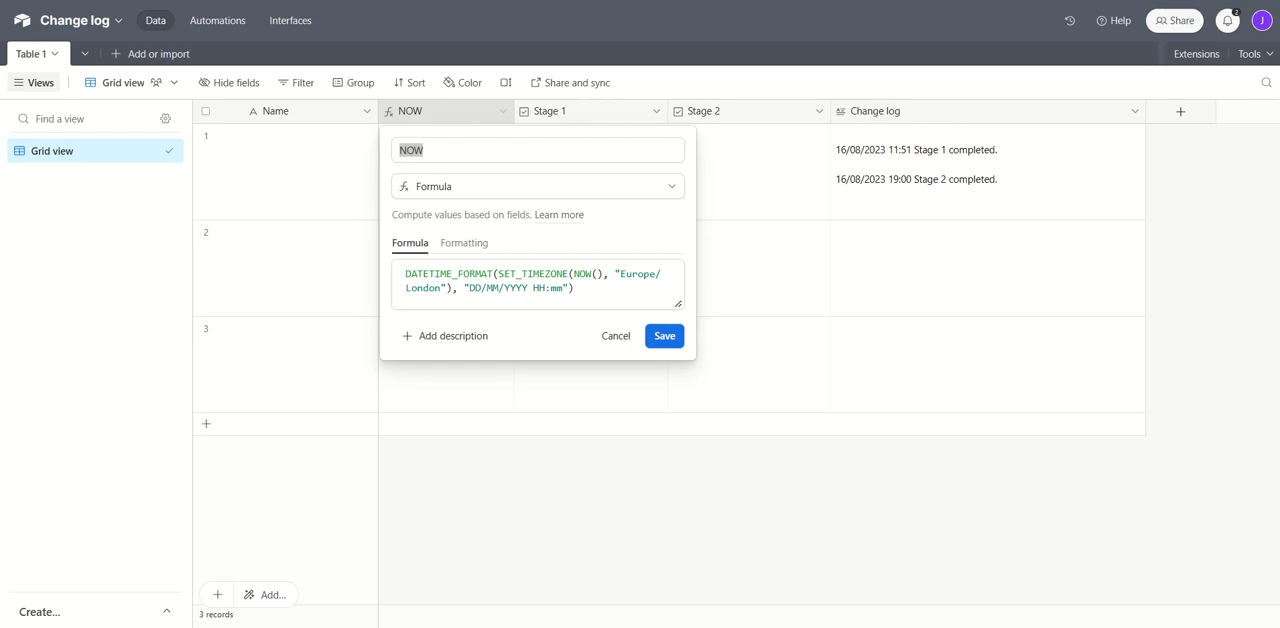 Change log
Data
Automations
Interfaces
Help
Share
2
J
Table 1
Add or import
Extensions
Tools
Views
Grid view
Hide fields
Filter
Group
Sort
Color
Share and sync
Find a view
Grid view
Name
NOW
Stage 1
Stage 2
Change log
1
16/08/2023 11:51 Stage 1 completed.
16/08/2023 19:00 Stage 2 completed.
2
3
NOW
Formula
Compute values based on fields. Learn more
Formula
Formatting
DATETIME_FORMAT(SET_TIMEZONE(NOW(), "Europe/
London"), "DD/MM/YYYY HH:mm")
Add description
Cancel
Save
Add...
Create...
3 records